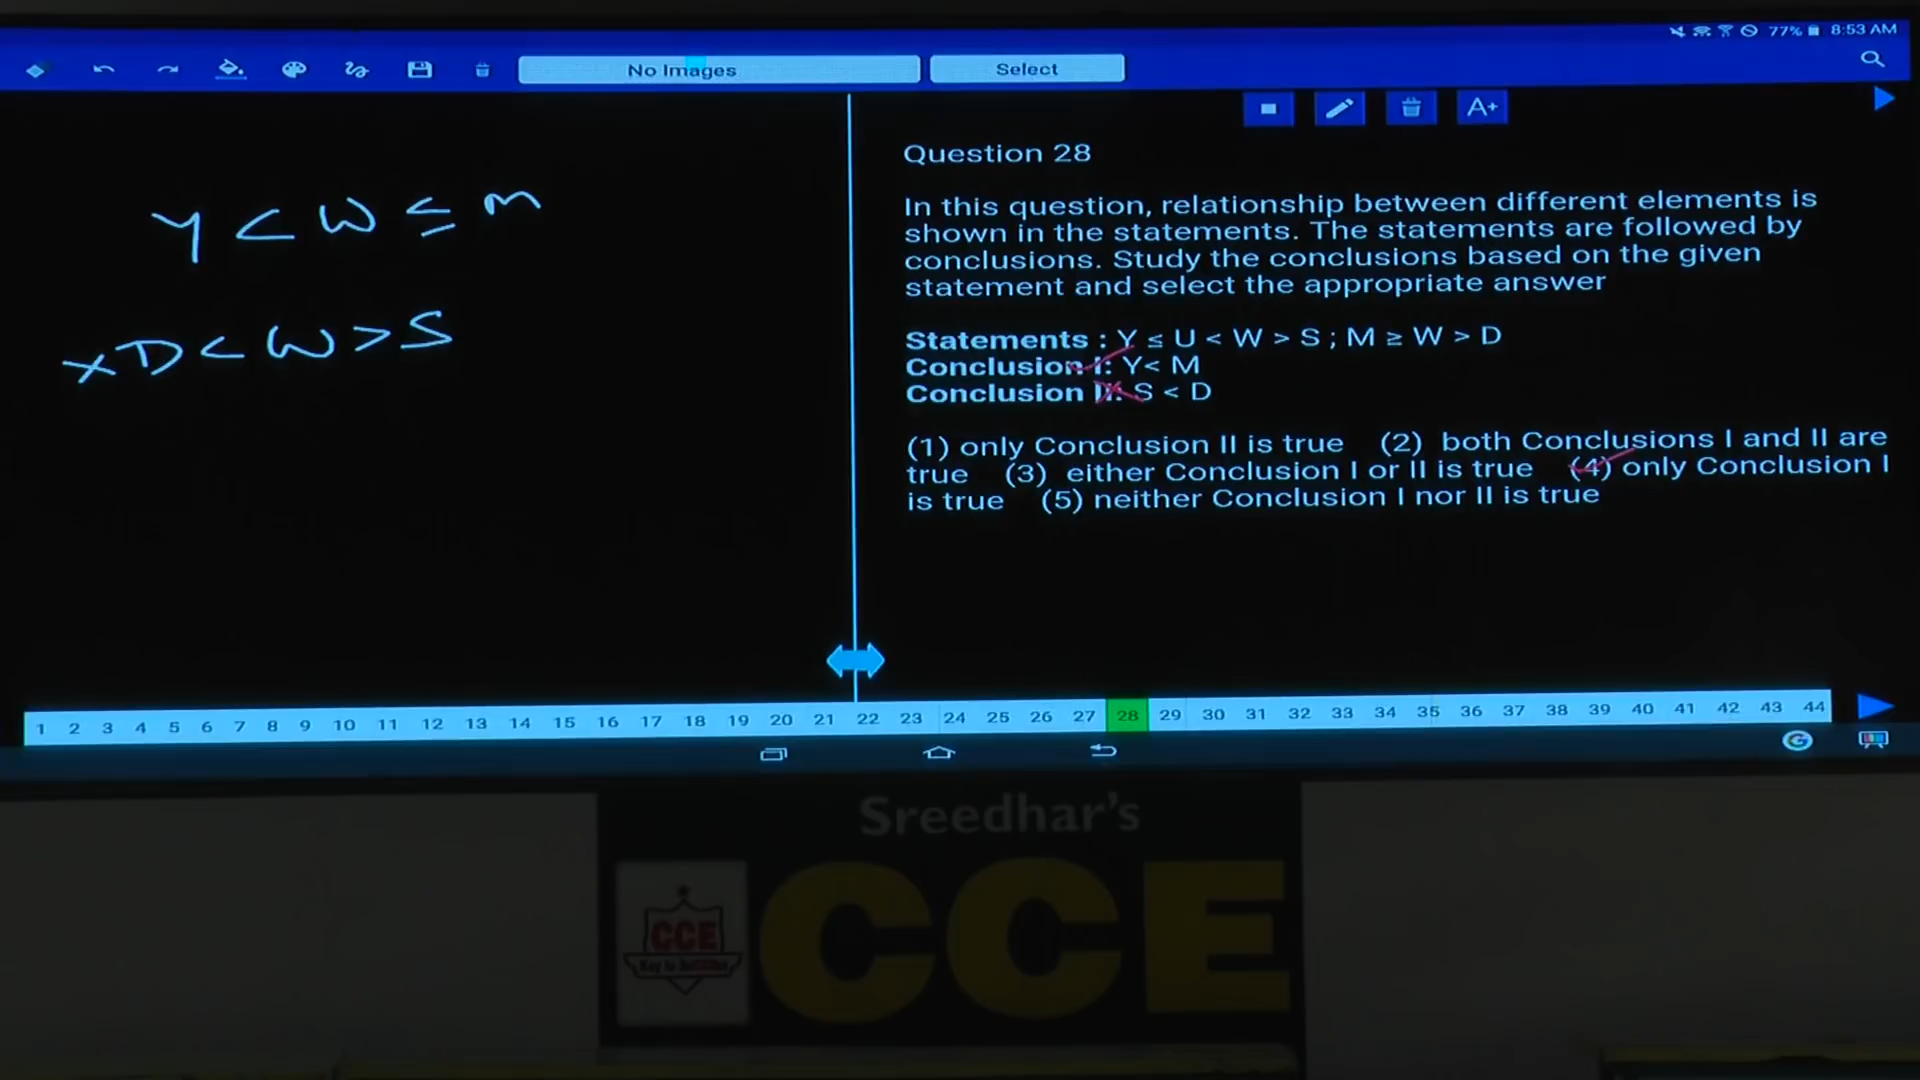 77% 8:53 AM
No Images Select
A+
Y < W ≤ M
× D < W > S
Question 28
In this question, relationship between different elements is
shown in the statements. The statements are followed by
conclusions. Study the conclusions based on the given
statement and select the appropriate answer
Statements : Y ≤ U < W > S ; M ≥ W > D
Conclusion I: Y< M
Conclusion II: S < D
(1) only Conclusion II is true (2) both Conclusions I and II are
true (3) either Conclusion I or II is true (4) only Conclusion I
is true (5) neither Conclusion I nor II is true
1 2 3 4 5 6 7 8 9 10 11 12 13 14 15 16 17 18 19 20 21 22 23 24 25 26 27 28 29 30 31 32 33 34 35 36 37 38 39 40 41 42 43 44
G
Sreedhar's
CCE
CCE
Key to